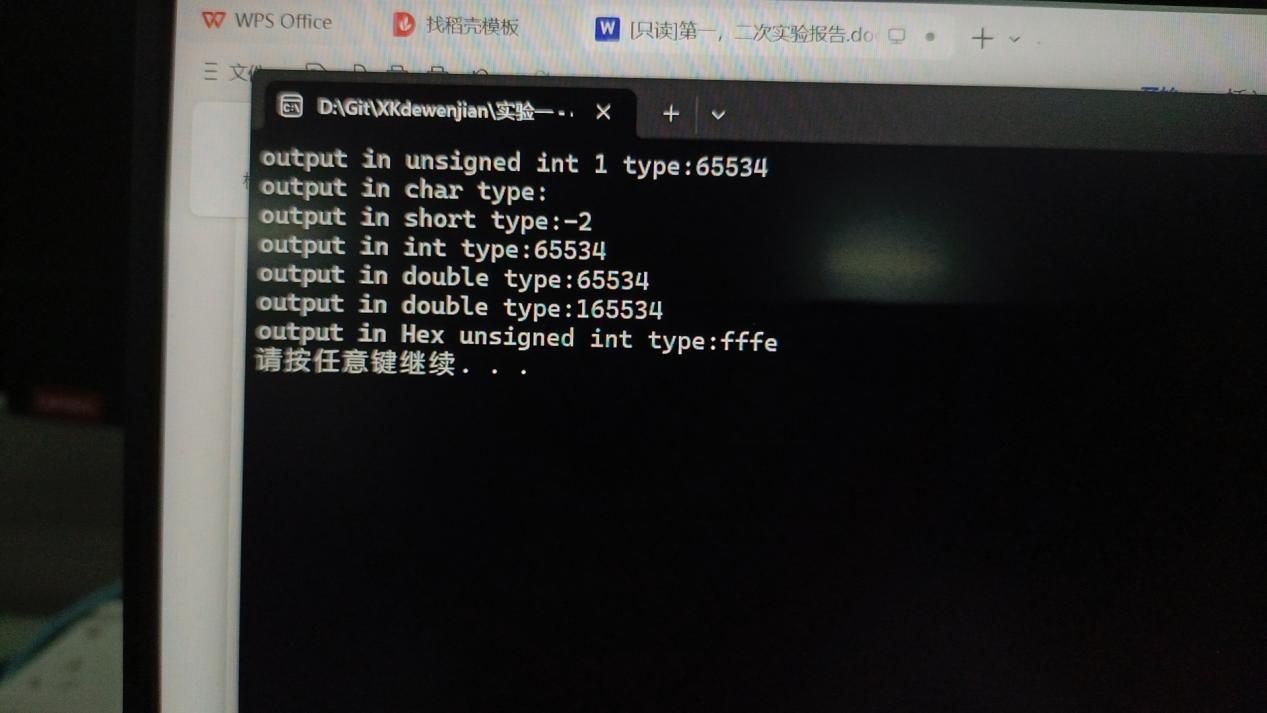 WPS Office
找稻壳模板
[只读]第一，二次实验报告.do
D:\Git\XKdewenjian\实验一
output in unsigned int 1 type:65534
output in char type:
output in short type:-2
output in int type:65534
output in double type:65534
output in double type:165534
output in Hex unsigned int type:fffe
请按任意键继续. . .